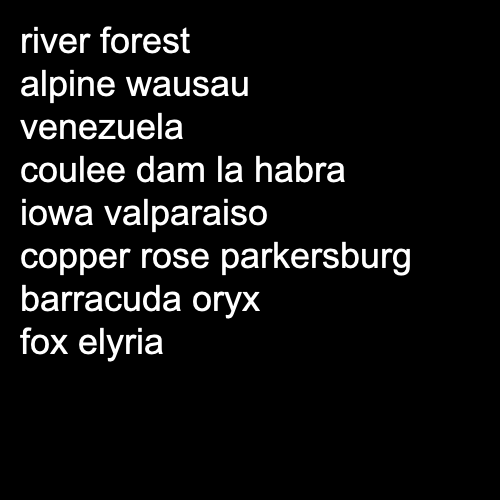 river forest
alpine wausau
venezuela
coulee dam la habra
iowa valparaiso
copper rose parkersburg
barracuda oryx
fox elyria